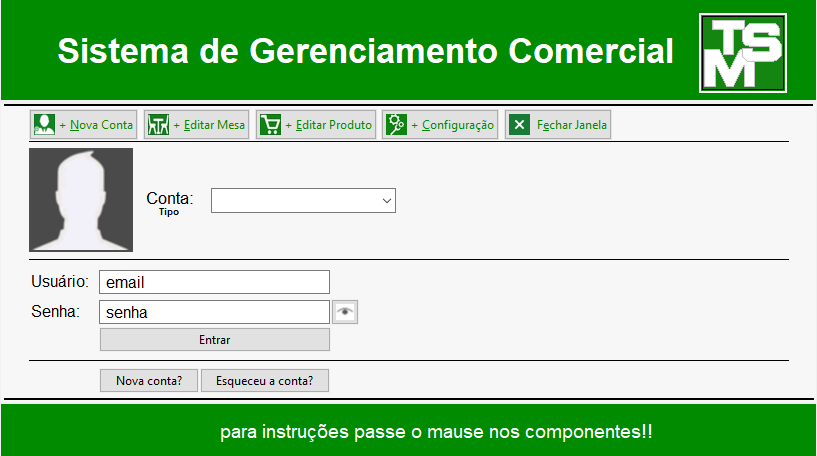 Sistema de Gerenciamento Comercial
TSM
+ Nova Conta
+ Editar Mesa
+ Editar Produto
+ Configuração
Fechar Janela
Conta:
Tipo
Usuário: email
Senha: senha
Entrar
Nova conta? Esqueceu a conta?
para instruções passe o mause nos componentes!!